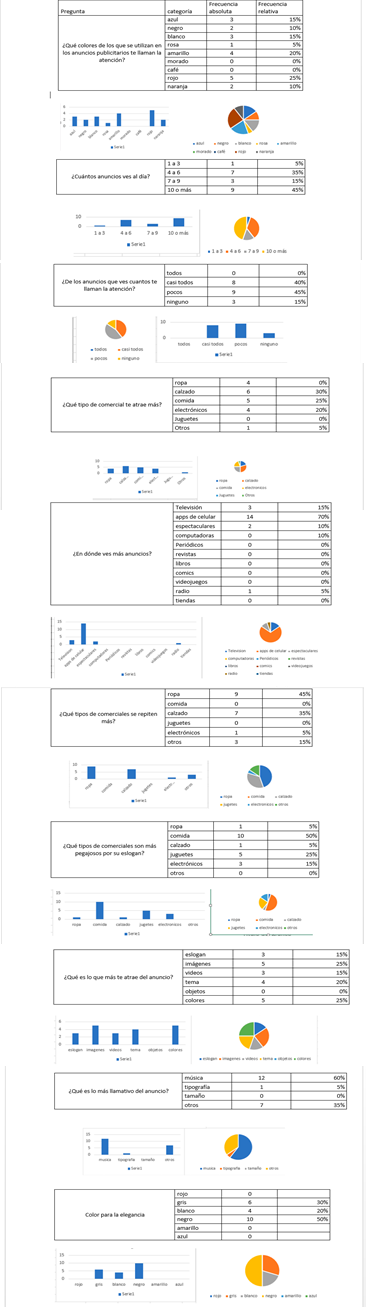 Pregunta categoría Frecuencia absoluta Frecuencia relativa
¿Qué colores de los que se utilizan en los anuncios publicitarios te llaman la atención?
azul 3 15%
negro 2 10%
blanco 3 15%
rosa 1 5%
amarillo 4 20%
morado 0 0%
café 0 0%
rojo 5 25%
naranja 2 10%
6
4
2
0
azul negro blanco rosa amarillo morado café rojo naranja
Serie1
azul negro blanco rosa amarillo
morado café rojo naranja
¿Cuántos anuncios ves al día?
1 a 3 1 5%
4 a 6 7 35%
7 a 9 3 15%
10 o más 9 45%
10
0
1 a 3 4 a 6 7 a 9 10 o más
Serie1
1 a 3 4 a 6 7 a 9 10 o más
¿De los anuncios que ves cuantos te llaman la atención?
todos 0 0%
casi todos 8 40%
pocos 9 45%
ninguno 3 15%
todos casi todos
pocos ninguno
10
5
0
todos casi todos pocos ninguno
Serie1
¿Qué tipo de comercial te atrae más?
ropa 4 0%
calzado 6 30%
comida 5 25%
electrónicos 4 20%
Juguetes 0 0%
Otros 1 5%
10
5
0
ropa Otros
Serie1
ropa calzado
comida electronicos
Juguetes Otros
¿En dónde ves más anuncios?
Televisión 3 15%
apps de celular 14 70%
espectaculares 2 10%
computadoras 0 10%
Periódicos 0 0%
revistas 0 0%
libros 0 0%
comics 0 0%
videojuegos 0 0%
radio 1 5%
tiendas 0 0%
15
10
5
0
Television apps de celular espectaculares computadoras Periódicos revistas libros comics videojuegos radio tiendas
Serie1
Television apps de celular espectaculares
computadoras Periódicos revistas
libros comics videojuegos
radio tiendas
¿Qué tipos de comerciales se repiten más?
ropa 9 45%
comida 0 0%
calzado 7 35%
juguetes 0 0%
electrónicos 1 5%
otros 3 15%
10
5
0
ropa comida calzado jugetes otros
Serie1
ropa comida calzado
jugetes electronicos otros
¿Qué tipos de comerciales son más pegajosos por su eslogan?
ropa 1 5%
comida 10 50%
calzado 1 5%
juguetes 5 25%
electrónicos 3 15%
otros 0 0%
15
10
5
0
ropa comida calzado jugetes electronicos otros
Serie1
ropa comida calzado
jugetes electronicos otros
¿Qué es lo que más te atrae del anuncio?
eslogan 3 15%
imágenes 5 25%
videos 3 15%
tema 4 20%
objetos 0 0%
colores 5 25%
6
4
2
0
eslogan imagenes videos tema objetos colores
Serie1
eslogan imagenes videos tema objetos colores
¿Qué es lo más llamativo del anuncio?
música 12 60%
tipografía 1 5%
tamaño 0 0%
otros 7 35%
15
10
5
0
musica tipografia tamaño otros
Serie1
musica tipografia tamaño otros
Color para la elegancia
rojo 0
gris 6 30%
blanco 4 20%
negro 10 50%
amarillo 0
azul 0
15
10
5
0
rojo gris blanco negro amarillo azul
Serie1
rojo gris blanco negro amarillo azul